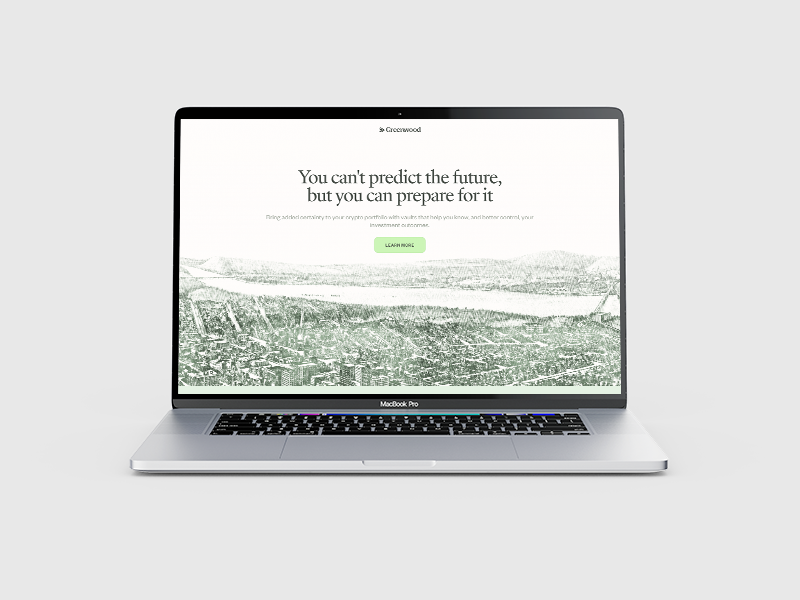 Greenwood
You can't predict the future,
but you can prepare for it
Bring added certainty to your crypto portfolio with vaults that help you know, and better control, your
investment outcomes.
LEARN MORE
MacBook Pro